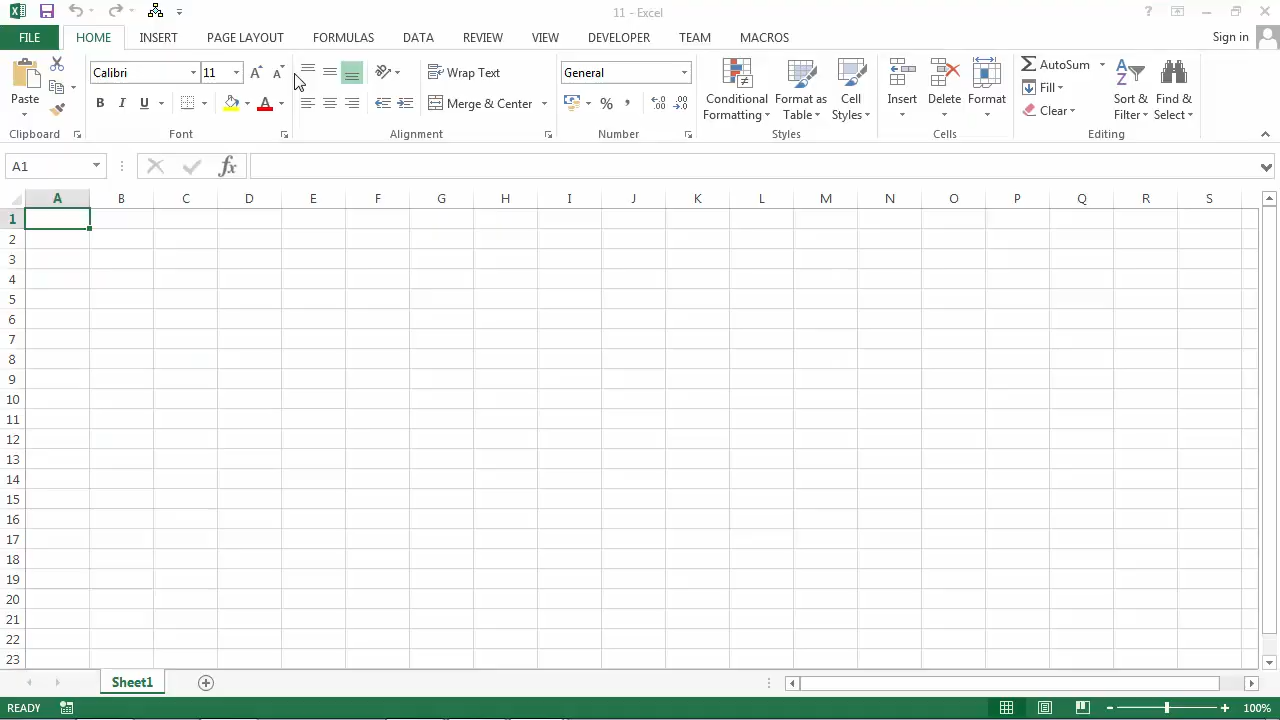 11 - Excel
FILE HOME INSERT PAGE LAYOUT FORMULAS DATA REVIEW VIEW DEVELOPER TEAM MACROS Sign in
Paste
Calibri 11
B I U A
Wrap Text
Merge & Center
General
% ,
Conditional Formatting
Format as Table
Cell Styles
Insert
Delete
Format
AutoSum
Fill
Clear
Sort & Filter
Find & Select
Clipboard Font Alignment Number Styles Cells Editing
A1 fx
A B C D E F G H I J K L M N O P Q R S
1
2
3
4
5
6
7
8
9
10
11
12
13
14
15
16
17
18
19
20
21
22
23
Sheet1
READY 100%